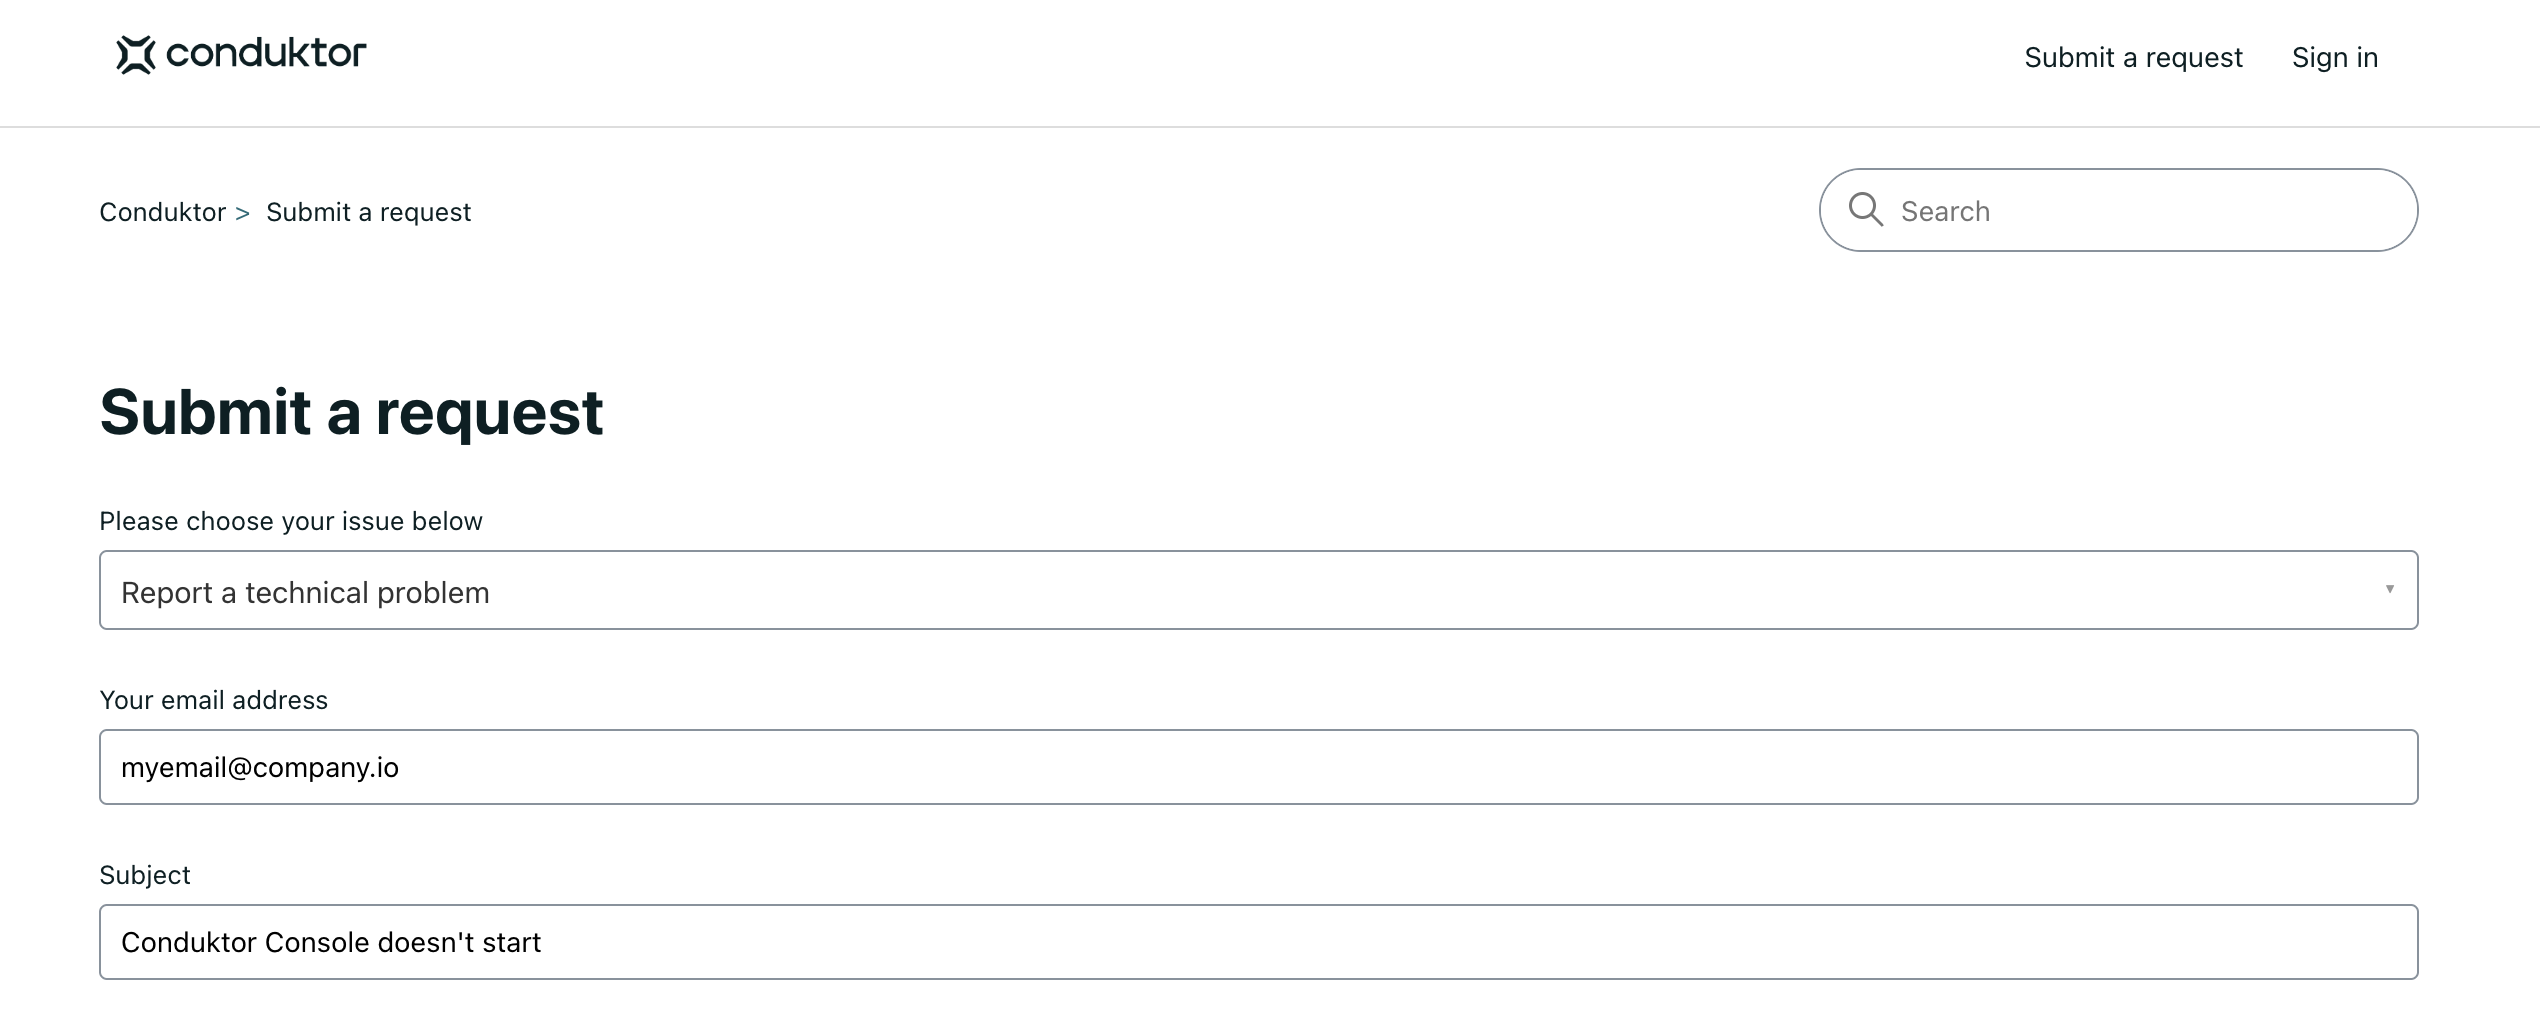 conduktor
Submit a request
Sign in
Conduktor > Submit a request
Search
Submit a request
Please choose your issue below
Report a technical problem
Your email address
myemail@company.io
Subject
Conduktor Console doesn't start